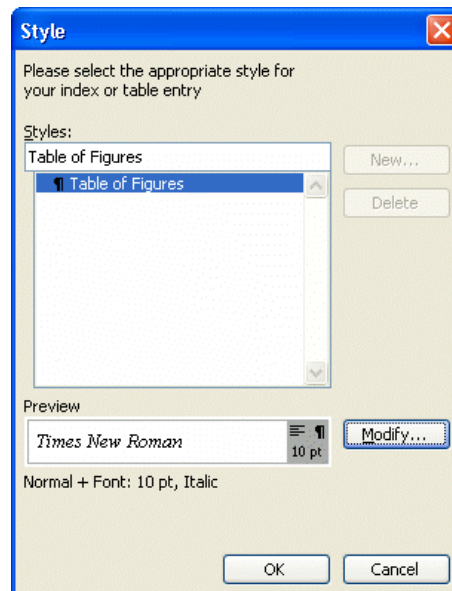 Style
Please select the appropriate style for
your index or table entry
Styles:
Table of Figures
New...
¶ Table of Figures
Delete
Preview
Times New Roman
¶
10 pt
Modify...
Normal + Font: 10 pt, Italic
OK
Cancel